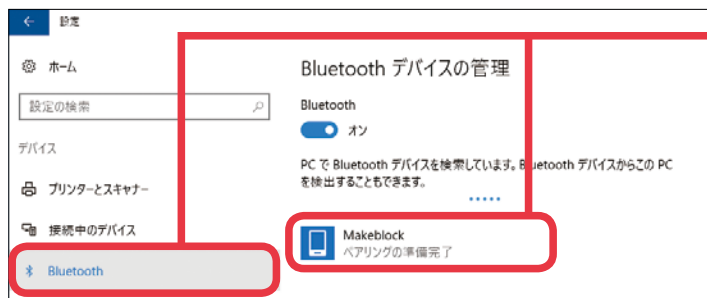 設定
ホーム
設定の検索
デバイス
プリンターとスキャナー
接続中のデバイス
Bluetooth
Bluetooth デバイスの管理
Bluetooth
オン
PC で Bluetooth デバイスを検索しています。Bluetooth デバイスからこの PC
を検出することもできます。
Makeblock
ペアリングの準備完了